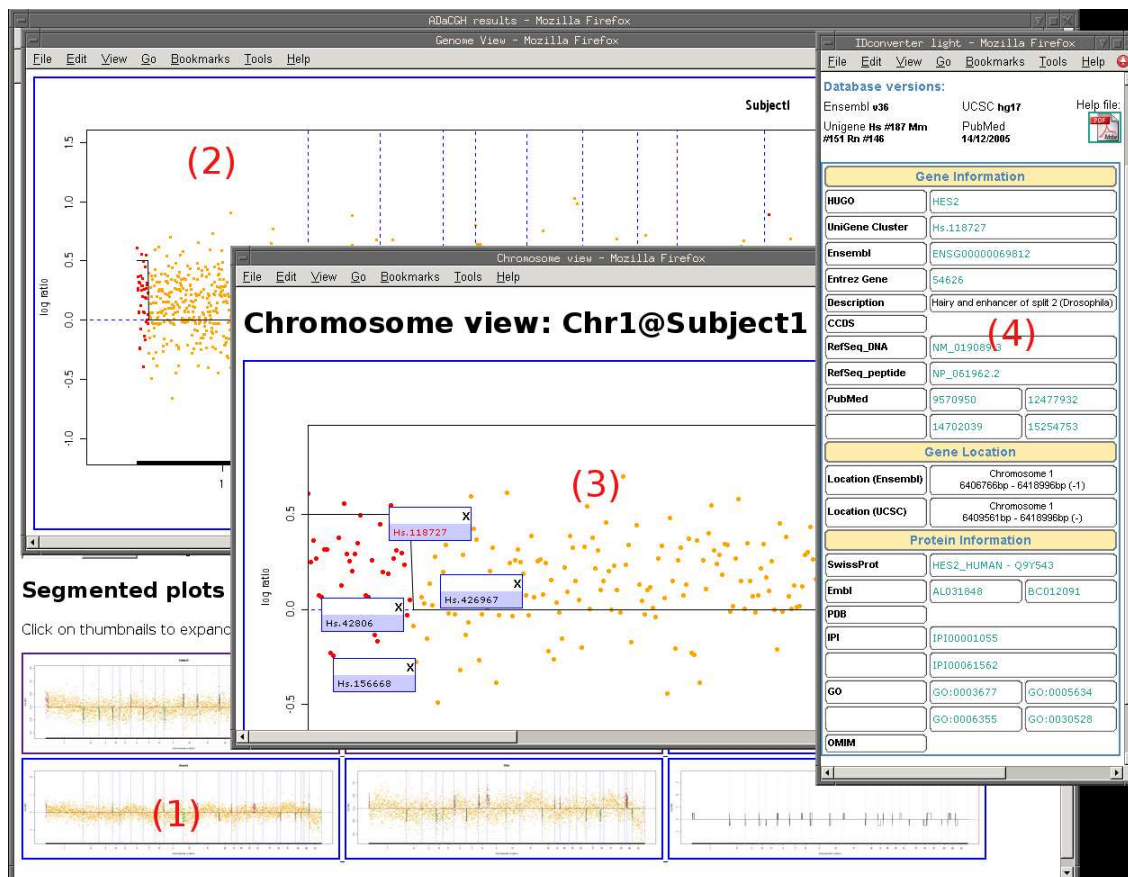 ADaCGH results - Mozilla Firefox
Genome View - Mozilla Firefox
File Edit View Go Bookmarks Tools Help
SubjectI
(2)
1.5
1.0
0.5
0.0
-0.5
-1.0
log ratio
1
Chromosome view - Mozilla Firefox
File Edit View Go Bookmarks Tools Help
Chromosome view: Chr1@Subject1
(3)
0.5
0.0
-0.5
log ratio
X
Hs.118727
X
Hs.426967
X
Hs.42806
X
Hs.156668
IDconverter light - Mozilla Firefox
File Edit View Go Bookmarks Tools Help
Database versions:
Ensembl v36 UCSC hg17 Help file:
Unigene Hs #187 Mm #151 Rn #146
PubMed 14/12/2005
PDF
Adobe
Gene Information
HUGO HES2
UniGene Cluster Hs.118727
Ensembl ENSG00000069812
Entrez Gene 54626
Description Hairy and enhancer of split 2 (Drosophila)
CCDS
(4)
RefSeq_DNA NM_019089.3
RefSeq_peptide NP_061962.2
PubMed 9570950 12477932
14702039 15254753
Gene Location
Location (Ensembl) Chromosome 1
6406766bp - 6418996bp (-1)
Location (UCSC) Chromosome 1
6409561bp - 6418996bp (-)
Protein Information
SwissProt HES2_HUMAN - Q9Y543
Embl AL031848 BC012091
PDB
IPI IPI00001055
IPI00061562
GO GO:0003677 GO:0005634
GO:0006355 GO:0030528
OMIM
Segmented plots
Click on thumbnails to expand
(1)